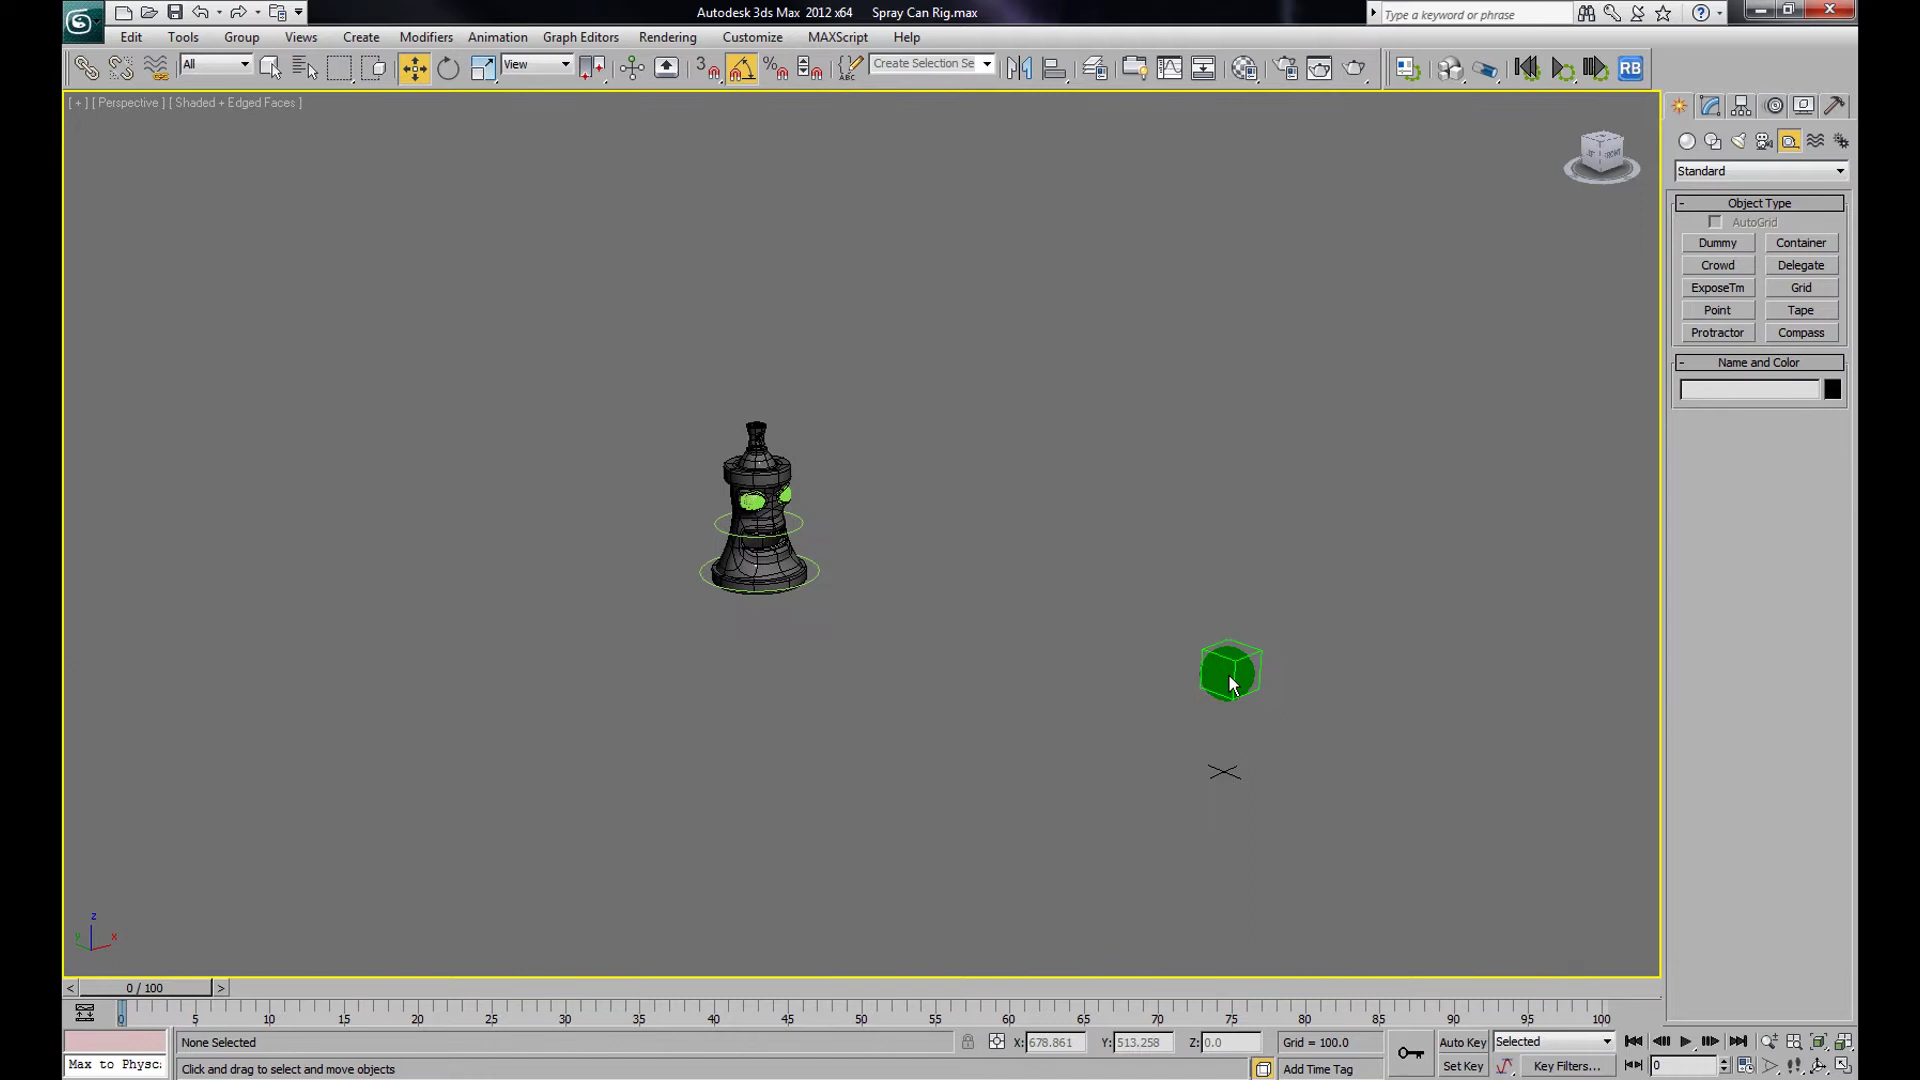 Autodesk 3ds Max 2012 x64 Spray Can Rig.max
Type a keyword or phrase
Edit Tools Group Views Create Modifiers Animation Graph Editors Rendering Customize MAXScript Help
All View 3 ABC Create Selection Se RB
[ + ] [ Perspective ] [ Shaded + Edged Faces ]
FRONT
Standard
- Object Type
AutoGrid
Dummy Container
Crowd Delegate
ExposeTm Grid
Point Tape
Protractor Compass
- Name and Color
z
y x
< 0 / 100 >
0 5 10 15 20 25 30 35 40 45 50 55 60 65 70 75 80 85 90 95 100
None Selected X: 678.861 Y: 513.258 Z: 0.0 Grid = 100.0 Auto Key Selected
Max to Physc: Click and drag to select and move objects Add Time Tag Set Key Key Filters... 0